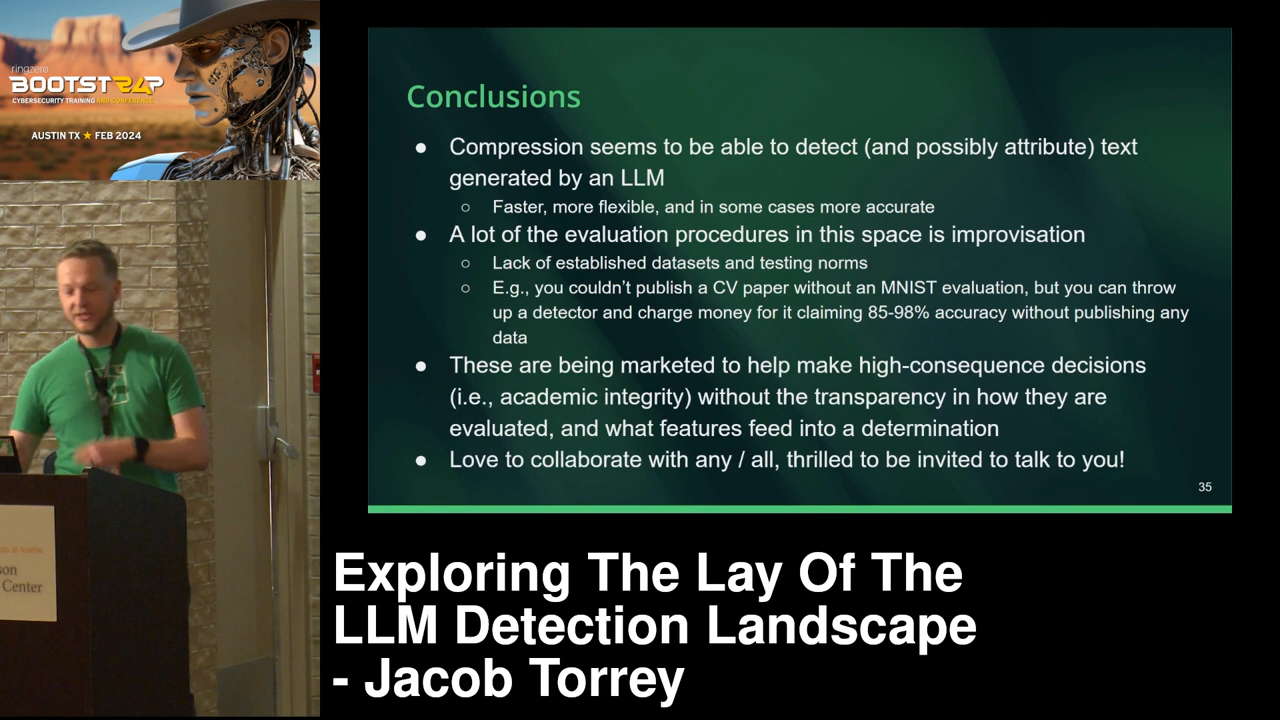 ringzerø
BOOTSTRAP
CYBERSECURITY TRAINING AND CONFERENCE
AUSTIN TX ★ FEB 2024
Conclusions
● Compression seems to be able to detect (and possibly attribute) text
generated by an LLM
○ Faster, more flexible, and in some cases more accurate
● A lot of the evaluation procedures in this space is improvisation
○ Lack of established datasets and testing norms
○ E.g., you couldn’t publish a CV paper without an MNIST evaluation, but you can throw
up a detector and charge money for it claiming 85-98% accuracy without publishing any
data
● These are being marketed to help make high-consequence decisions
(i.e., academic integrity) without the transparency in how they are
evaluated, and what features feed into a determination
● Love to collaborate with any / all, thrilled to be invited to talk to you!
35
at Austin
son
Center
Exploring The Lay Of The
LLM Detection Landscape
- Jacob Torrey